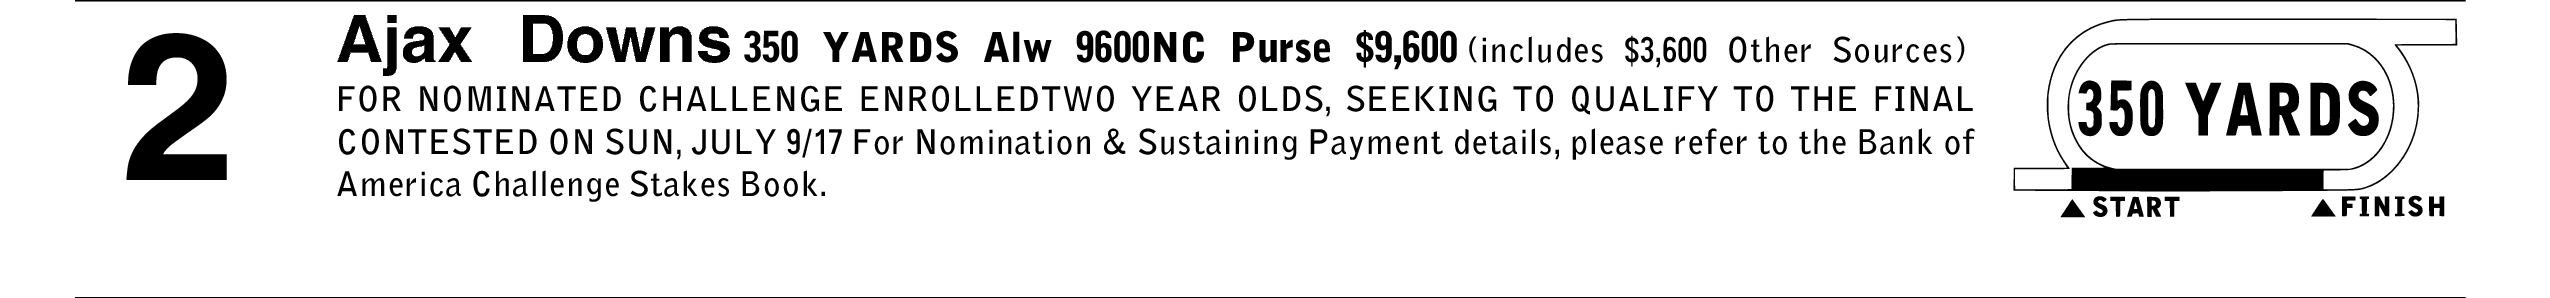 2
Ajax Downs 350 YARDS Alw 9600NC Purse $9,600 (includes $3,600 Other Sources)
FOR NOMINATED CHALLENGE ENROLLEDTWO YEAR OLDS, SEEKING TO QUALIFY TO THE FINAL
CONTESTED ON SUN, JULY 9/17 For Nomination & Sustaining Payment details, please refer to the Bank of
America Challenge Stakes Book.
350 YARDS
▲ START ▲ FINISH